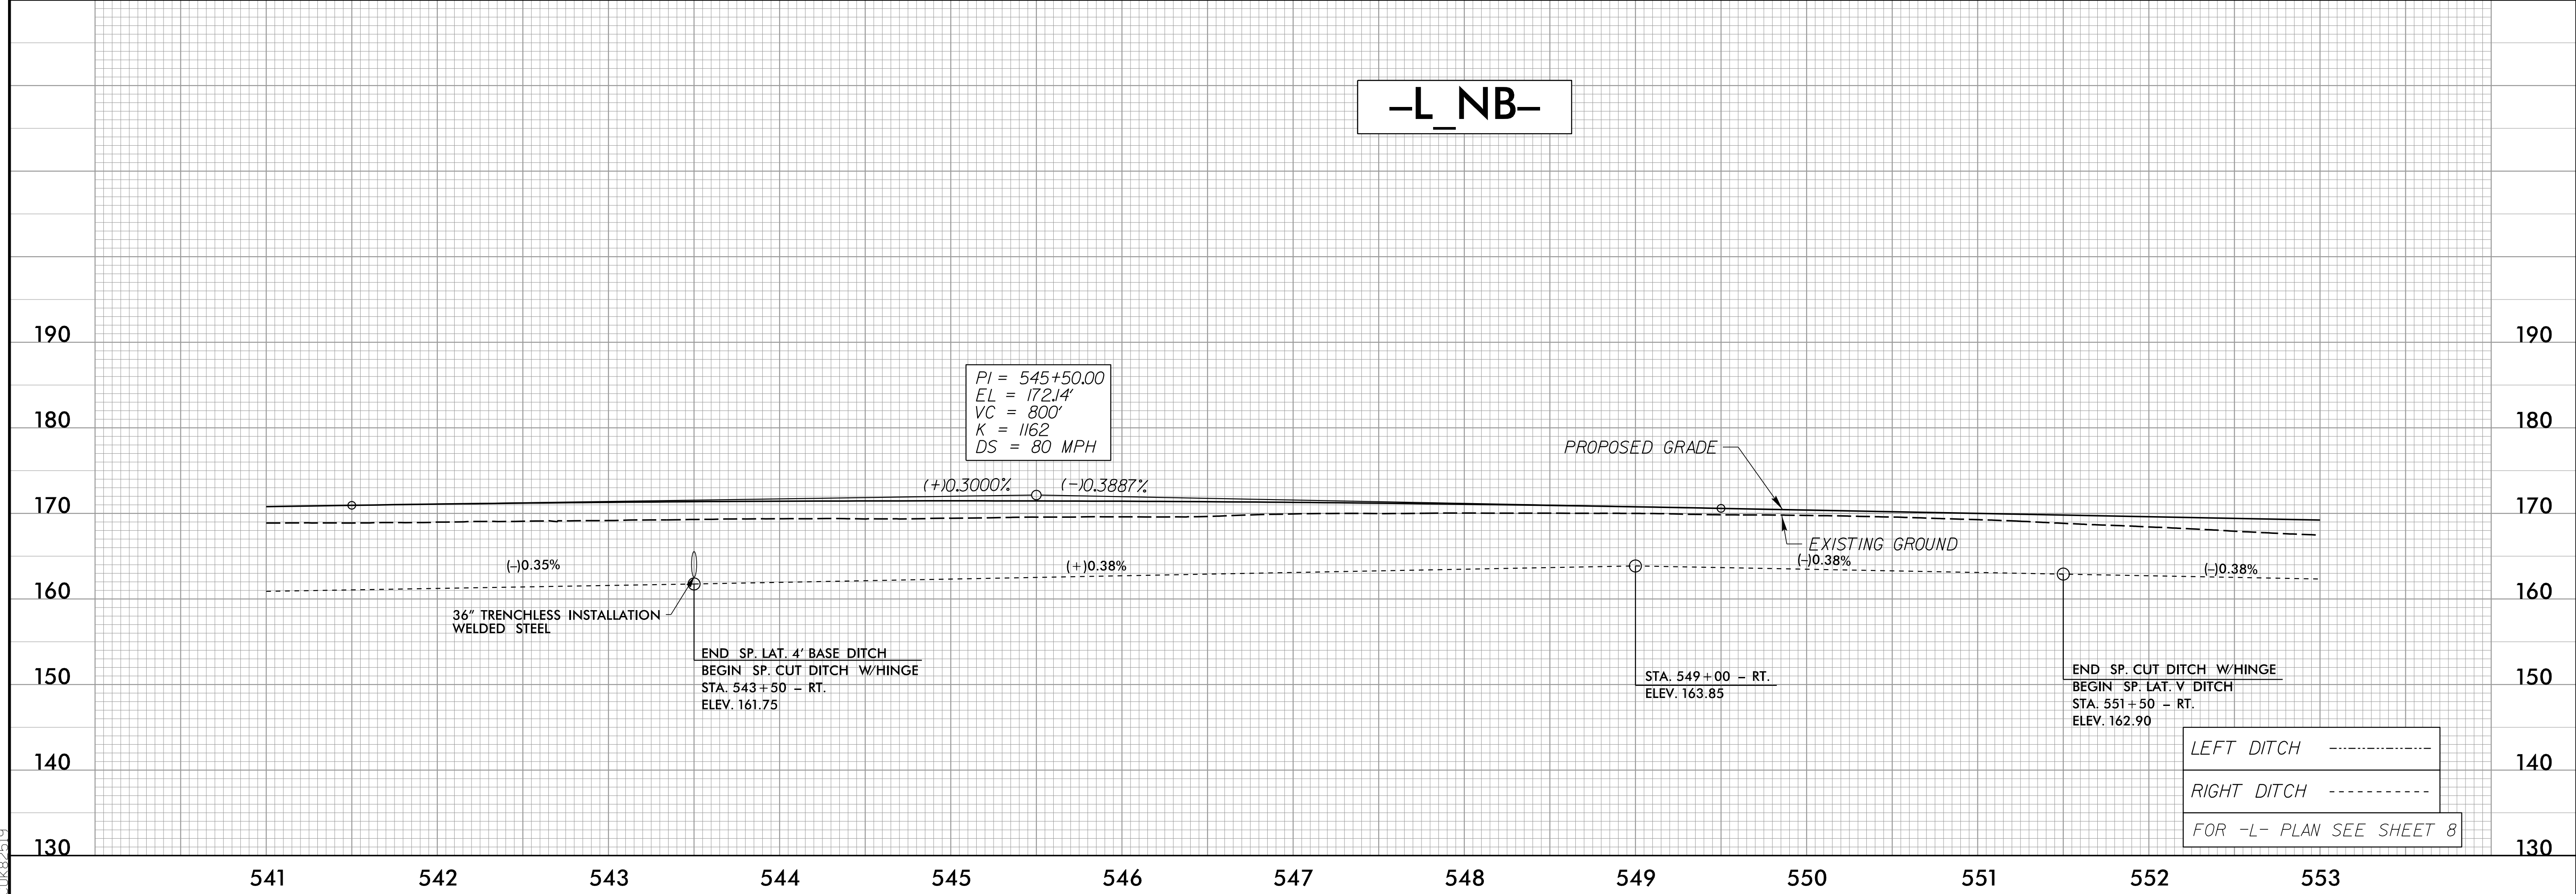 –L_NB–
190
190
PI = 545+50.00
EL = 172.14'
VC = 800'
K = 1162
DS = 80 MPH
180
180
PROPOSED GRADE
(+)0.3000%
(-)0.3887%
170
170
EXISTING GROUND
(–)0.35%
(+)0.38%
(–)0.38%
(–)0.38%
160
160
36" TRENCHLESS INSTALLATION
WELDED STEEL
END SP. LAT. 4' BASE DITCH
BEGIN SP. CUT DITCH W/HINGE
STA. 543+50 – RT.
ELEV. 161.75
STA. 549+00 – RT.
ELEV. 163.85
END SP. CUT DITCH W/HINGE
BEGIN SP. LAT. V DITCH
STA. 551+50 – RT.
ELEV. 162.90
150
150
LEFT DITCH
140
140
RIGHT DITCH
FOR -L- PLAN SEE SHEET 8
130
130
541 542 543 544 545 546 547 548 549 550 551 552 553